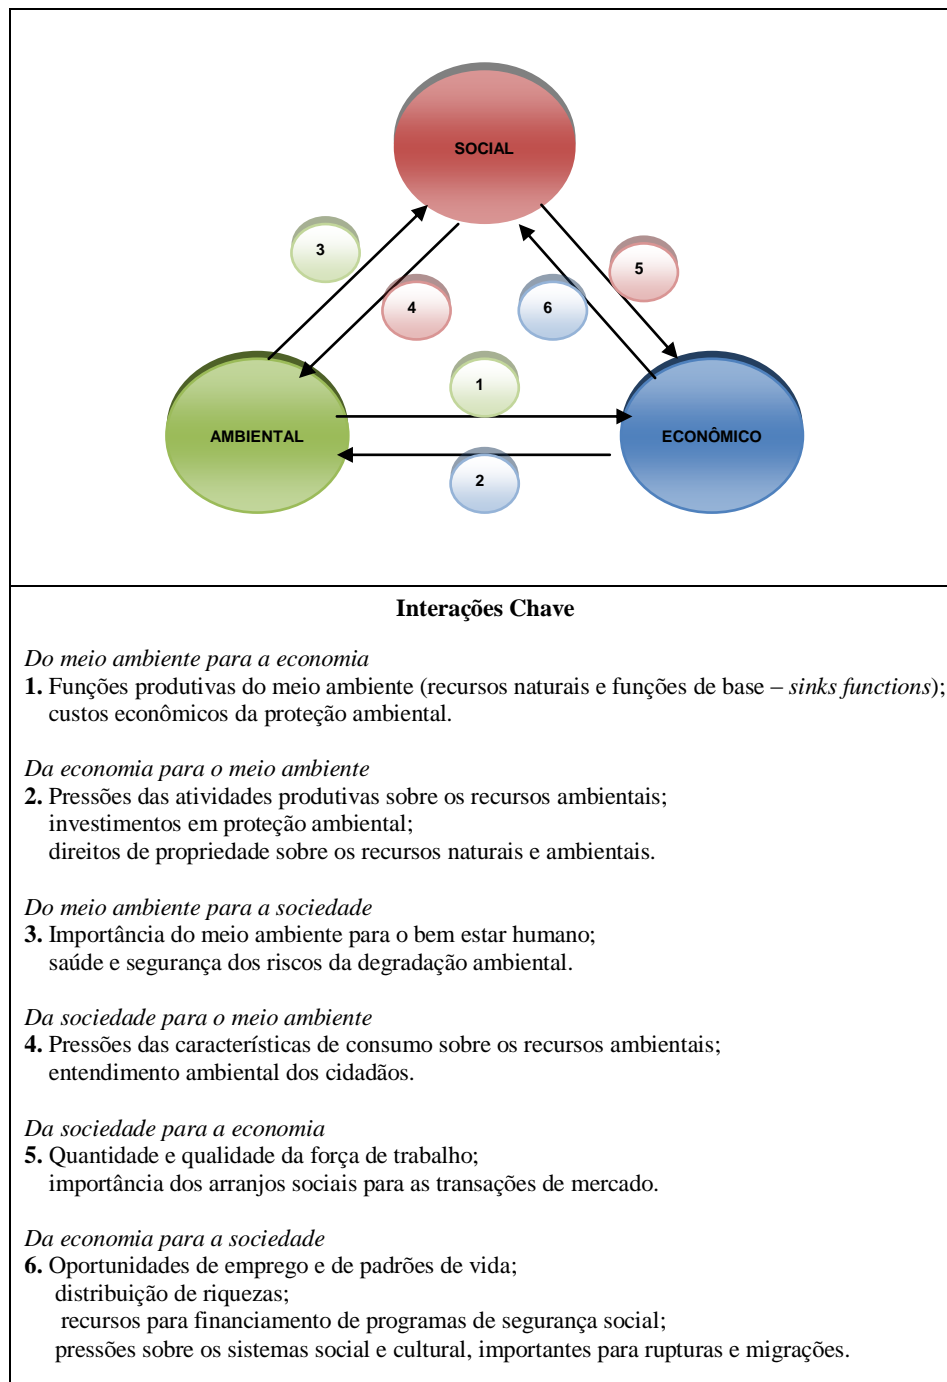 SOCIAL
3
5
4
6
1
AMBIENTAL
ECONÔMICO
2
Interações Chave
Do meio ambiente para a economia
1. Funções produtivas do meio ambiente (recursos naturais e funções de base – sinks functions);
custos econômicos da proteção ambiental.
Da economia para o meio ambiente
2. Pressões das atividades produtivas sobre os recursos ambientais;
investimentos em proteção ambiental;
direitos de propriedade sobre os recursos naturais e ambientais.
Do meio ambiente para a sociedade
3. Importância do meio ambiente para o bem estar humano;
saúde e segurança dos riscos da degradação ambiental.
Da sociedade para o meio ambiente
4. Pressões das características de consumo sobre os recursos ambientais;
entendimento ambiental dos cidadãos.
Da sociedade para a economia
5. Quantidade e qualidade da força de trabalho;
importância dos arranjos sociais para as transações de mercado.
Da economia para a sociedade
6. Oportunidades de emprego e de padrões de vida;
distribuição de riquezas;
recursos para financiamento de programas de segurança social;
pressões sobre os sistemas social e cultural, importantes para rupturas e migrações.